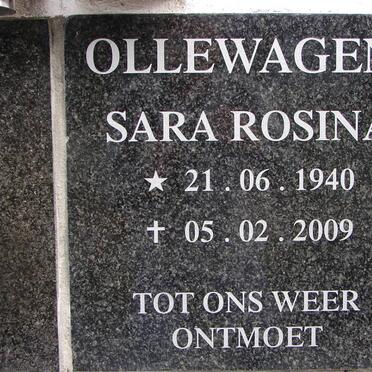 OLLEWAGEN
SARA ROSINA
★ 21 . 06 . 1940
✝ 05 . 02 . 2009
TOT ONS WEER
ONTMOET